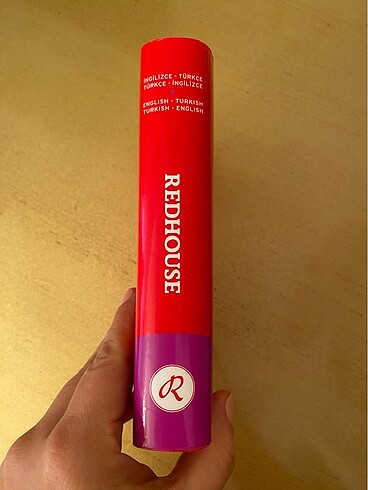 İNGİLİZCE - TÜRKÇE
TÜRKÇE - İNGİLİZCE
ENGLISH - TURKISH
TURKISH - ENGLISH
REDHOUSE
R